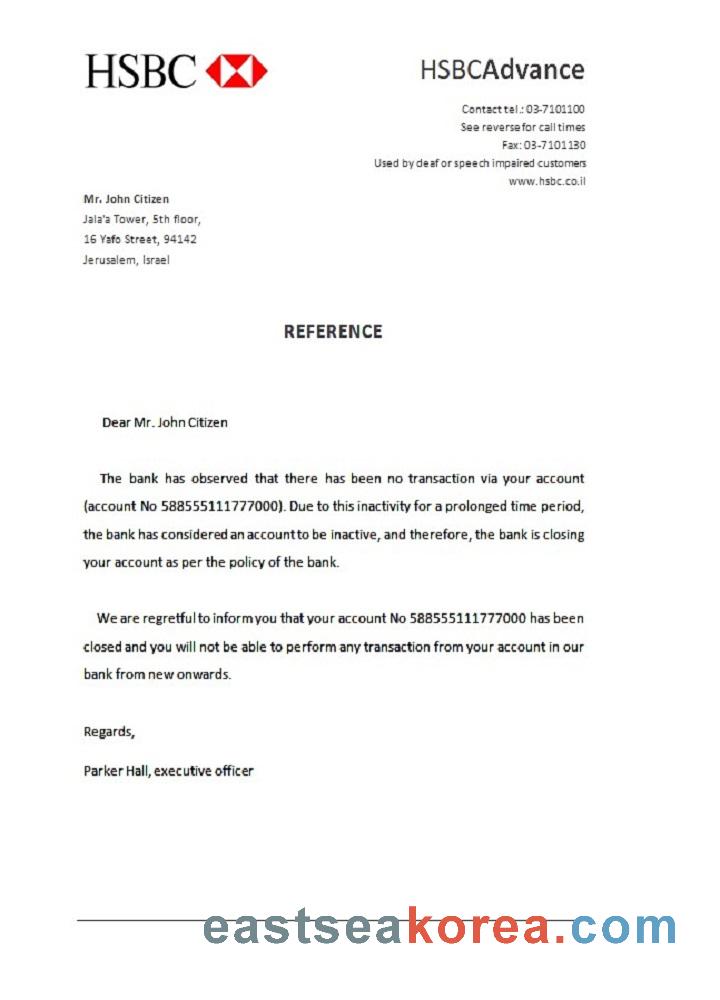 HSBC
HSBCAdvance
Contact tel.: 03-7101100
See reverse for call times
Fax: 03-7101130
Used by deaf or speech impaired customers
www.hsbc.co.il
Mr. John Citizen
Jala'a Tower, 5th floor,
16 Yafo Street, 94142
Jerusalem, Israel
REFERENCE
Dear Mr. John Citizen
The bank has observed that there has been no transaction via your account
(account No 588555111777000). Due to this inactivity for a prolonged time period,
the bank has considered an account to be inactive, and therefore, the bank is closing
your account as per the policy of the bank.
We are regretful to inform you that your account No 588555111777000 has been
closed and you will not be able to perform any transaction from your account in our
bank from new onwards.
Regards,
Parker Hall, executive officer
eastseakorea.com